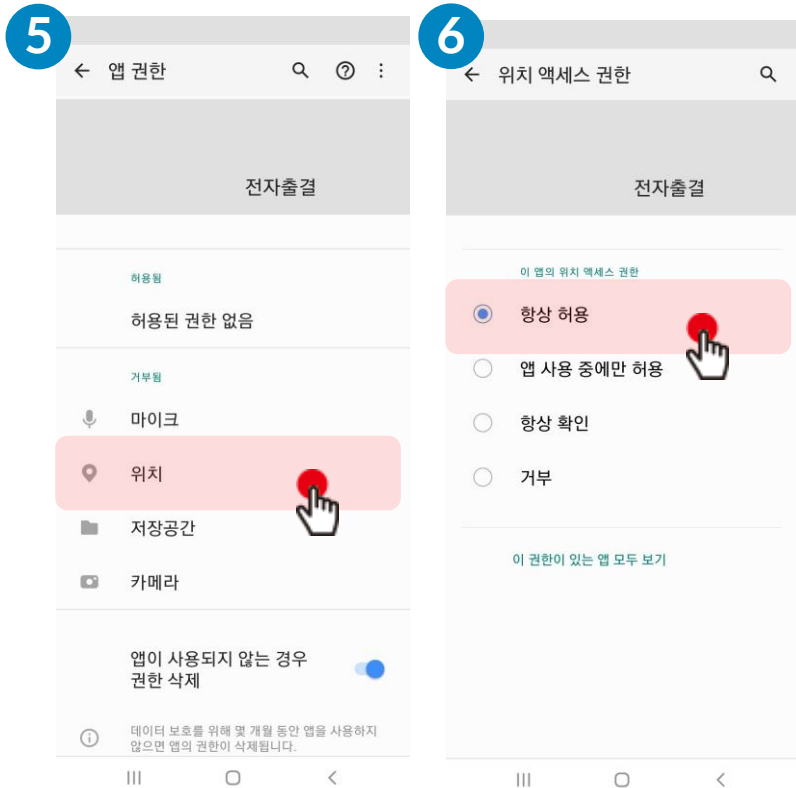 5
앱 권한
전자출결
허용됨
허용된 권한 없음
거부됨
마이크
위치
저장공간
카메라
앱이 사용되지 않는 경우
권한 삭제
데이터 보호를 위해 몇 개월 동안 앱을 사용하지
않으면 앱의 권한이 삭제됩니다.
6
위치 액세스 권한
전자출결
이 앱의 위치 액세스 권한
항상 허용
앱 사용 중에만 허용
항상 확인
거부
이 권한이 있는 앱 모두 보기